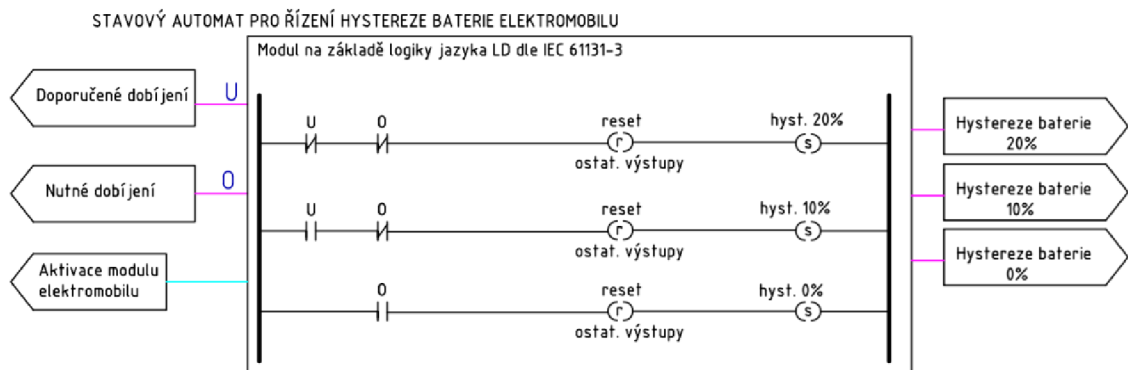 STAVOVÝ AUTOMAT PRO ŘÍZENÍ HYSTEREZE BATERIE ELEKTROMOBILU
Modul na základě logiky jazyka LD dle IEC 61131-3
Doporučené dobíjení
U
Nutné dobíjení
O
Aktivace modulu
elektromobilu
U
O
reset
r
ostat. výstupy
hyst. 20%
s
U
O
reset
r
ostat. výstupy
hyst. 10%
s
O
reset
r
ostat. výstupy
hyst. 0%
s
Hystereze baterie
20%
Hystereze baterie
10%
Hystereze baterie
0%